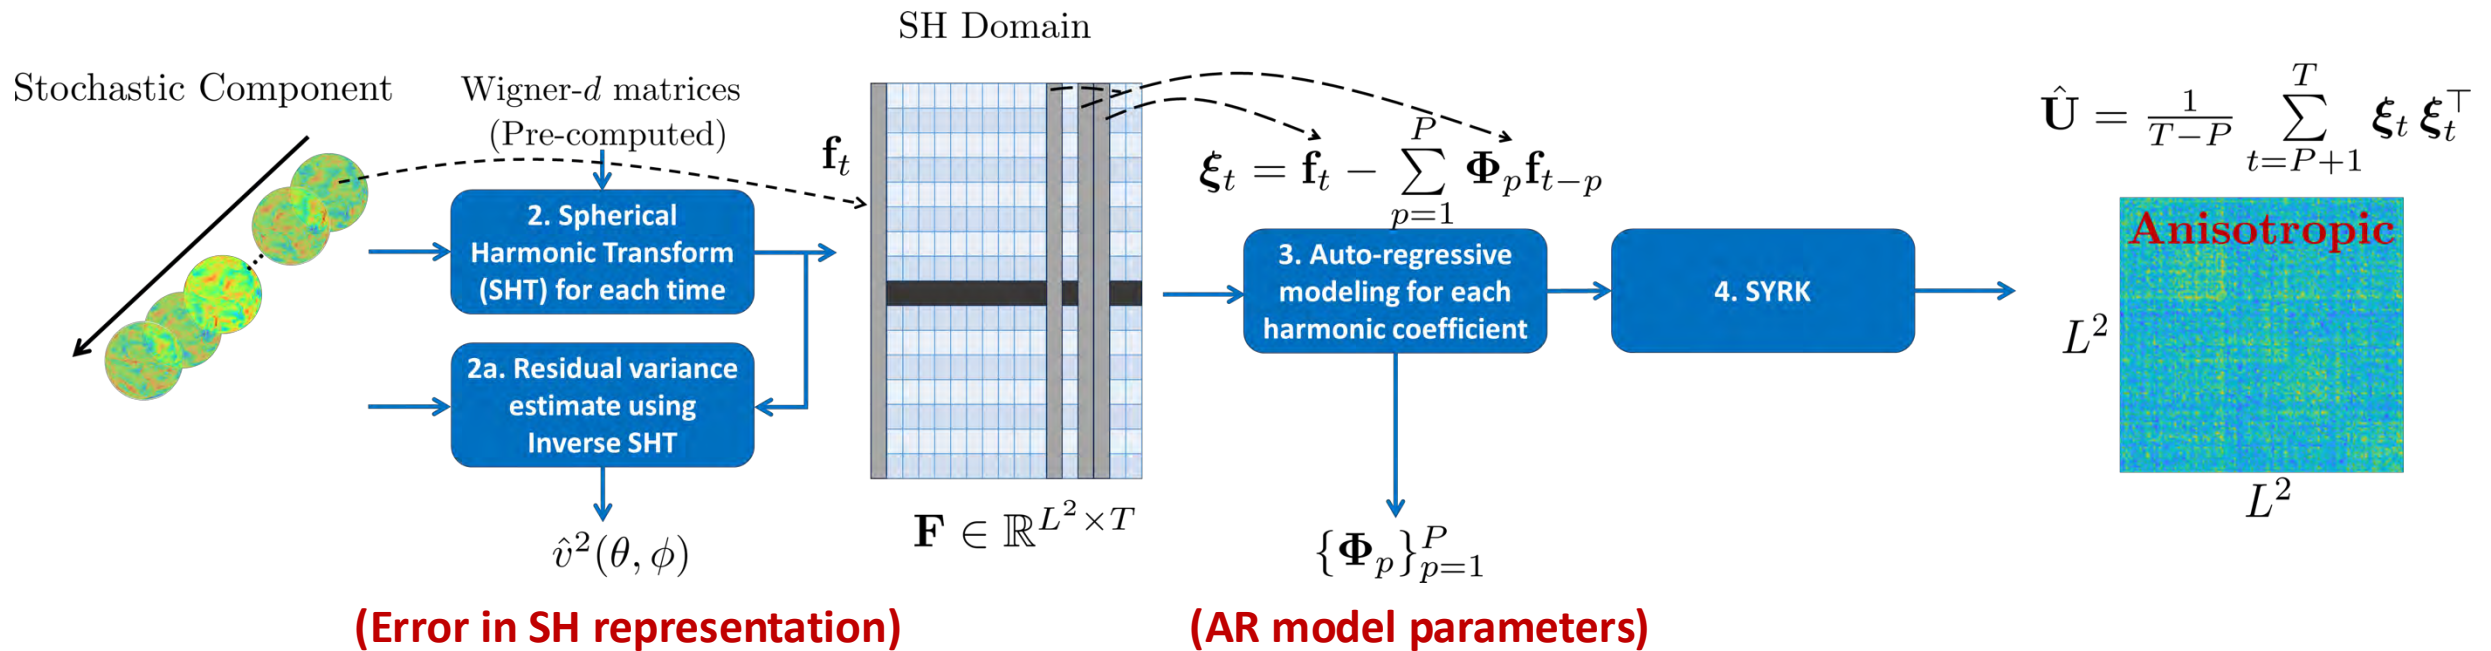 SH Domain
Stochastic Component
Wigner-d matrices
(Pre-computed)
f_t
ξ_t = f_t − ∑_{p=1}^{P} Φ_p f_{t−p}
Û = \frac{1}{T−P} ∑_{t=P+1}^{T} ξ_t ξ_t^⊤
2. Spherical
Harmonic Transform
(SHT) for each time
2a. Residual variance
estimate using
Inverse SHT
3. Auto-regressive
modeling for each
harmonic coefficient
4. SYRK
Anisotropic
L^2
L^2
F ∈ ℝ^{L^2×T}
v̂^2(θ, ϕ)
{Φ_p}_{p=1}^{P}
(Error in SH representation)
(AR model parameters)